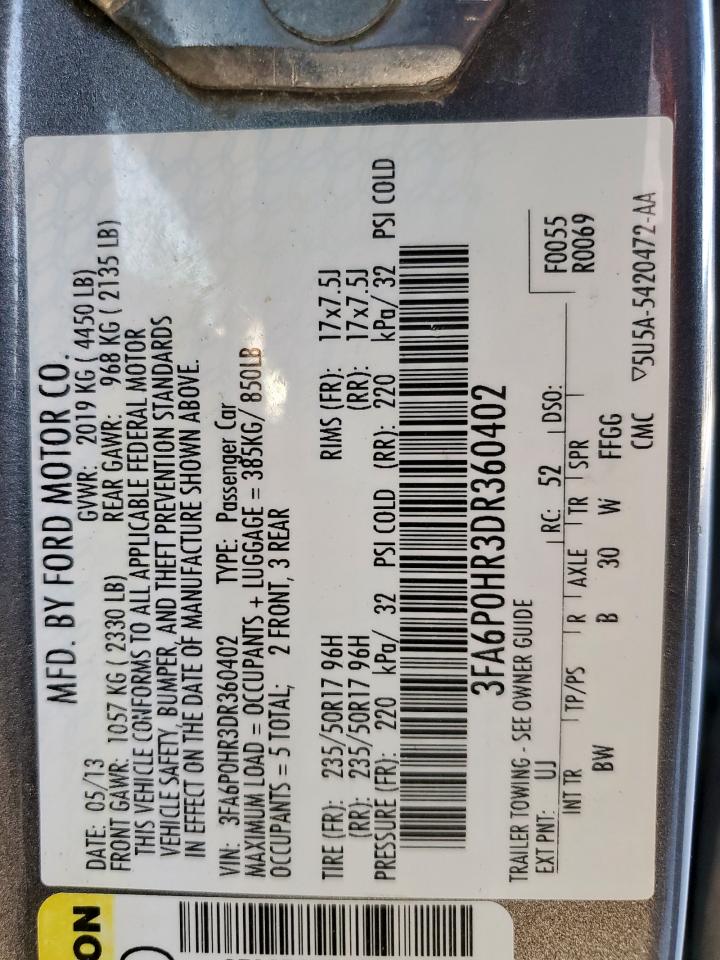 MFD. BY FORD MOTOR CO.
DATE: 05/13 GVWR: 2019 KG ( 4450 LB)
FRONT GAWR: 1057 KG ( 2330 LB) REAR GAWR: 968 KG ( 2135 LB)
THIS VEHICLE CONFORMS TO ALL APPLICABLE FEDERAL MOTOR
VEHICLE SAFETY, BUMPER, AND THEFT PREVENTION STANDARDS
IN EFFECT ON THE DATE OF MANUFACTURE SHOWN ABOVE.
VIN: 3FA6P0HR3DR360402 TYPE: Passenger Car
MAXIMUM LOAD = OCCUPANTS + LUGGAGE = 385KG/ 850LB
OCCUPANTS = 5 TOTAL; 2 FRONT, 3 REAR
TIRE (FR): 235/50R17 96H RIMS (FR): 17x7.5J
(RR): 235/50R17 96H (RR): 17x7.5J
PRESSURE (FR): 220 kPa/ 32 PSI COLD (RR): 220 kPa/ 32 PSI COLD
3FA6P0HR3DR360402
TRAILER TOWING - SEE OWNER GUIDE
F0055
EXT PNT: UJ RC: 52 DSO: R0069
INT TR TP/PS R AXLE TR SPR
BW B 30 W FFGG
CMC ▽5U5A-5420472-AA
ON